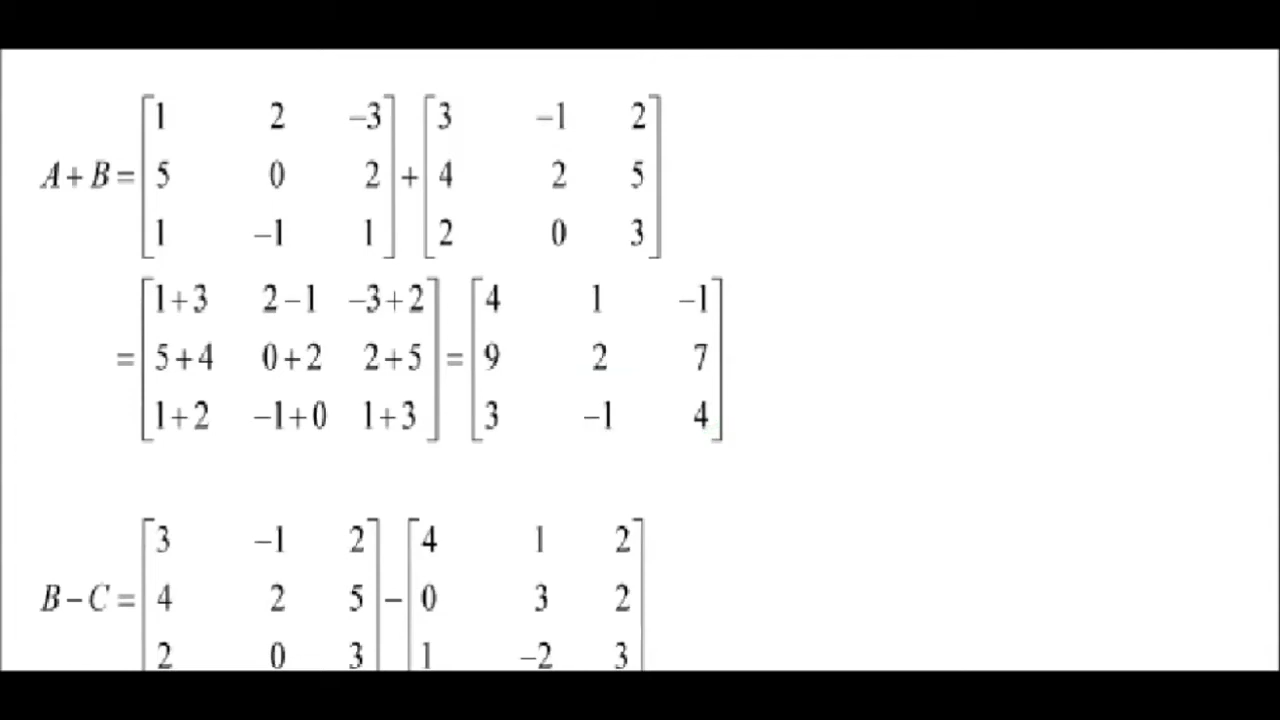 1 2 −3 3 −1 2
A + B = 5 0 2 + 4 2 5
1 −1 1 2 0 3
1+3 2−1 −3+2 4 1 −1
= 5+4 0+2 2+5 = 9 2 7
1+2 −1+0 1+3 3 −1 4
3 −1 2 4 1 2
B − C = 4 2 5 − 0 3 2
2 0 3 1 −2 3